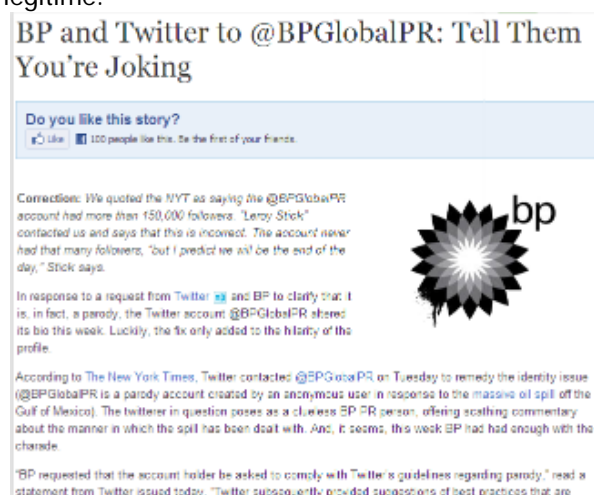 legitime.
BP and Twitter to @BPGlobalPR: Tell Them
You're Joking
Do you like this story?
Like 100 people like this. Be the first of your friends.
bp
Correction: We quoted the NYT as saying the @BPGlobalPR
account had more than 150,000 followers. "Leroy Stick"
contacted us and says that this is incorrect. The account never
had that many followers, "but I predict we will be the end of the
day," Stick says.
In response to a request from Twitter and BP to clarify that it
is, in fact, a parody, the Twitter account @BPGlobalPR altered
its bio this week. Luckily, the fix only added to the hilarity of the
profile.
According to The New York Times, Twitter contacted @BPGlobalPR on Tuesday to remedy the identity issue
(@BPGlobalPR is a parody account created by an anonymous user in response to the massive oil spill off the
Gulf of Mexico). The twitterer in question poses as a clueless BP PR person, offering scathing commentary
about the manner in which the spill has been dealt with. And, it seems, this week BP had had enough with the
charade.
"BP requested that the account holder be asked to comply with Twitter's guidelines regarding parody," read a
statement from Twitter issued today. "Twitter subsequently provided suggestions of best practices that are